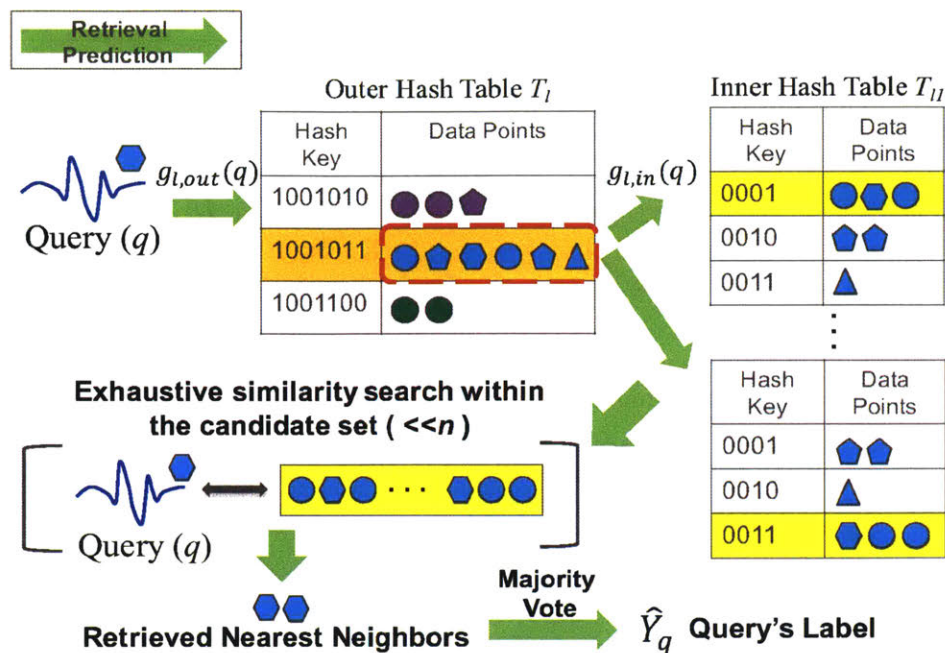 Retrieval
Prediction
Outer Hash Table T_l
Inner Hash Table T_l1
Hash
Key
Data Points
Hash
Key
Data
Points
g_l,out(q)
g_l,in(q)
Query (q)
1001010
1001011
1001100
0001
0010
0011
Hash
Key
Data
Points
0001
0010
0011
Exhaustive similarity search within
the candidate set ( <<n )
Query (q)
Retrieved Nearest Neighbors
Majority
Vote
Ŷ_q Query's Label